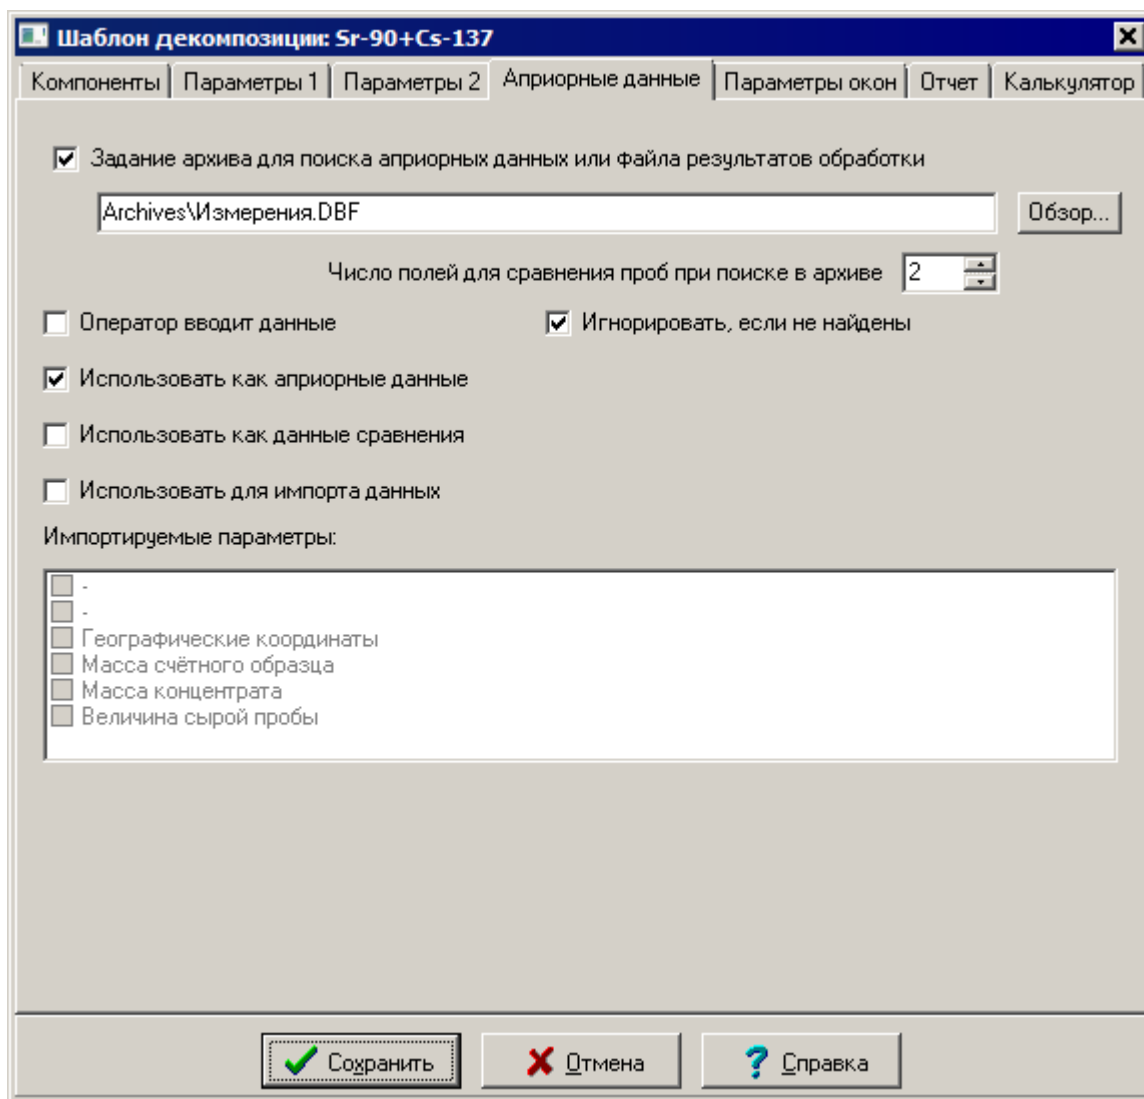 Шаблон декомпозиции: Sr-90+Cs-137
Компоненты Параметры 1 Параметры 2 Априорные данные Параметры окон Отчет Калькулятор
Задание архива для поиска априорных данных или файла результатов обработки
Archives\Измерения.DBF Обзор...
Число полей для сравнения проб при поиске в архиве 2
Оператор вводит данные Игнорировать, если не найдены
Использовать как априорные данные
Использовать как данные сравнения
Использовать для импорта данных
Импортируемые параметры:
-
-
Географические координаты
Масса счётного образца
Масса концентрата
Величина сырой пробы
Сохранить Отмена Справка